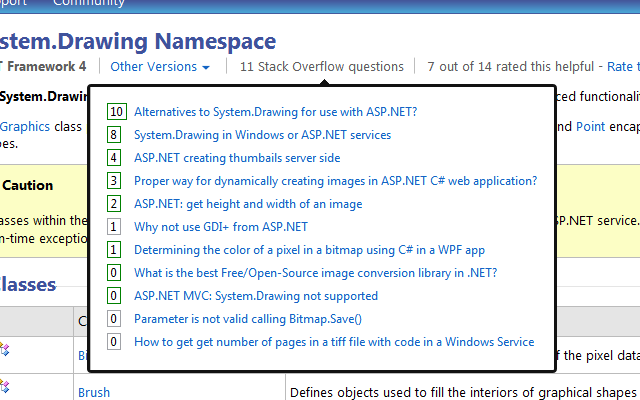 pport Community
stem.Drawing Namespace
T Framework 4 Other Versions 11 Stack Overflow questions 7 out of 14 rated this helpful - Rate t
System.Drawin
ced functionali
Graphics class p
nd Point encap
pes.
10 Alternatives to System.Drawing for use with ASP.NET?
8 System.Drawing in Windows or ASP.NET services
4 ASP.NET creating thumbails server side
3 Proper way for dynamically creating images in ASP.NET C# web application?
2 ASP.NET: get height and width of an image
1 Why not use GDI+ from ASP.NET
1 Determining the color of a pixel in a bitmap using C# in a WPF app
0 What is the best Free/Open-Source image conversion library in .NET?
0 ASP.NET MVC: System.Drawing not supported
0 Parameter is not valid calling Bitmap.Save()
0 How to get get number of pages in a tiff file with code in a Windows Service
Caution
asses within the
SP.NET service.
n-time exceptio
Classes
C
Bi
f the pixel data
Brush Defines objects used to fill the interiors of graphical shapes